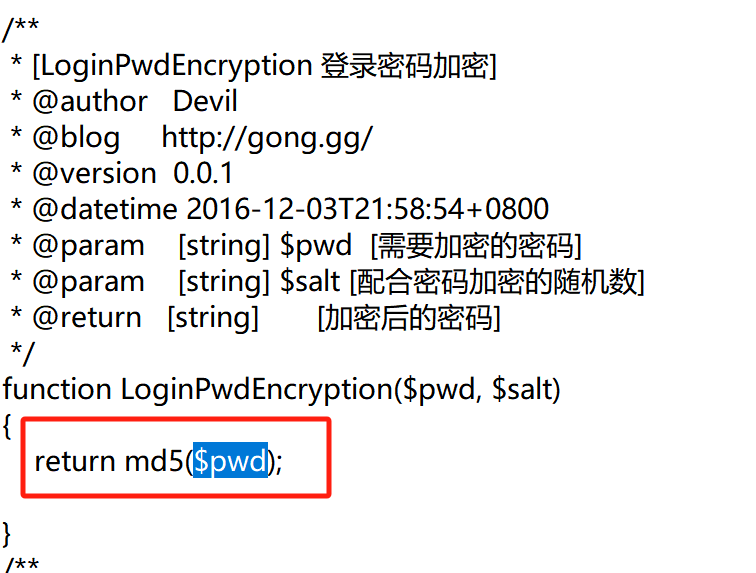 /**
 * [LoginPwdEncryption 登录密码加密]
 * @author   Devil
 * @blog     http://gong.gg/
 * @version  0.0.1
 * @datetime 2016-12-03T21:58:54+0800
 * @param    [string] $pwd  [需要加密的密码]
 * @param    [string] $salt [配合密码加密的随机数]
 * @return   [string]       [加密后的密码]
 */
function LoginPwdEncryption($pwd, $salt)
{
    return md5($pwd);
}
/**